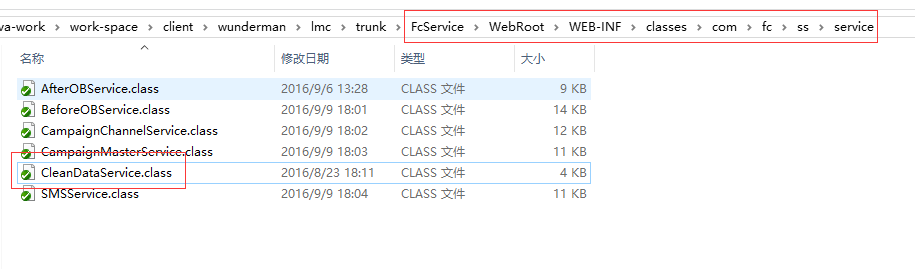 va-work › work-space › client › wunderman › lmc › trunk › FcService › WebRoot › WEB-INF › classes › com › fc › ss › service
名称 修改日期 类型 大小
AfterOBService.class 2016/9/6 13:28 CLASS 文件 9 KB
BeforeOBService.class 2016/9/9 18:01 CLASS 文件 14 KB
CampaignChannelService.class 2016/9/9 18:02 CLASS 文件 12 KB
CampaignMasterService.class 2016/9/9 18:03 CLASS 文件 11 KB
CleanDataService.class 2016/8/23 18:11 CLASS 文件 4 KB
SMSService.class 2016/9/9 18:04 CLASS 文件 11 KB